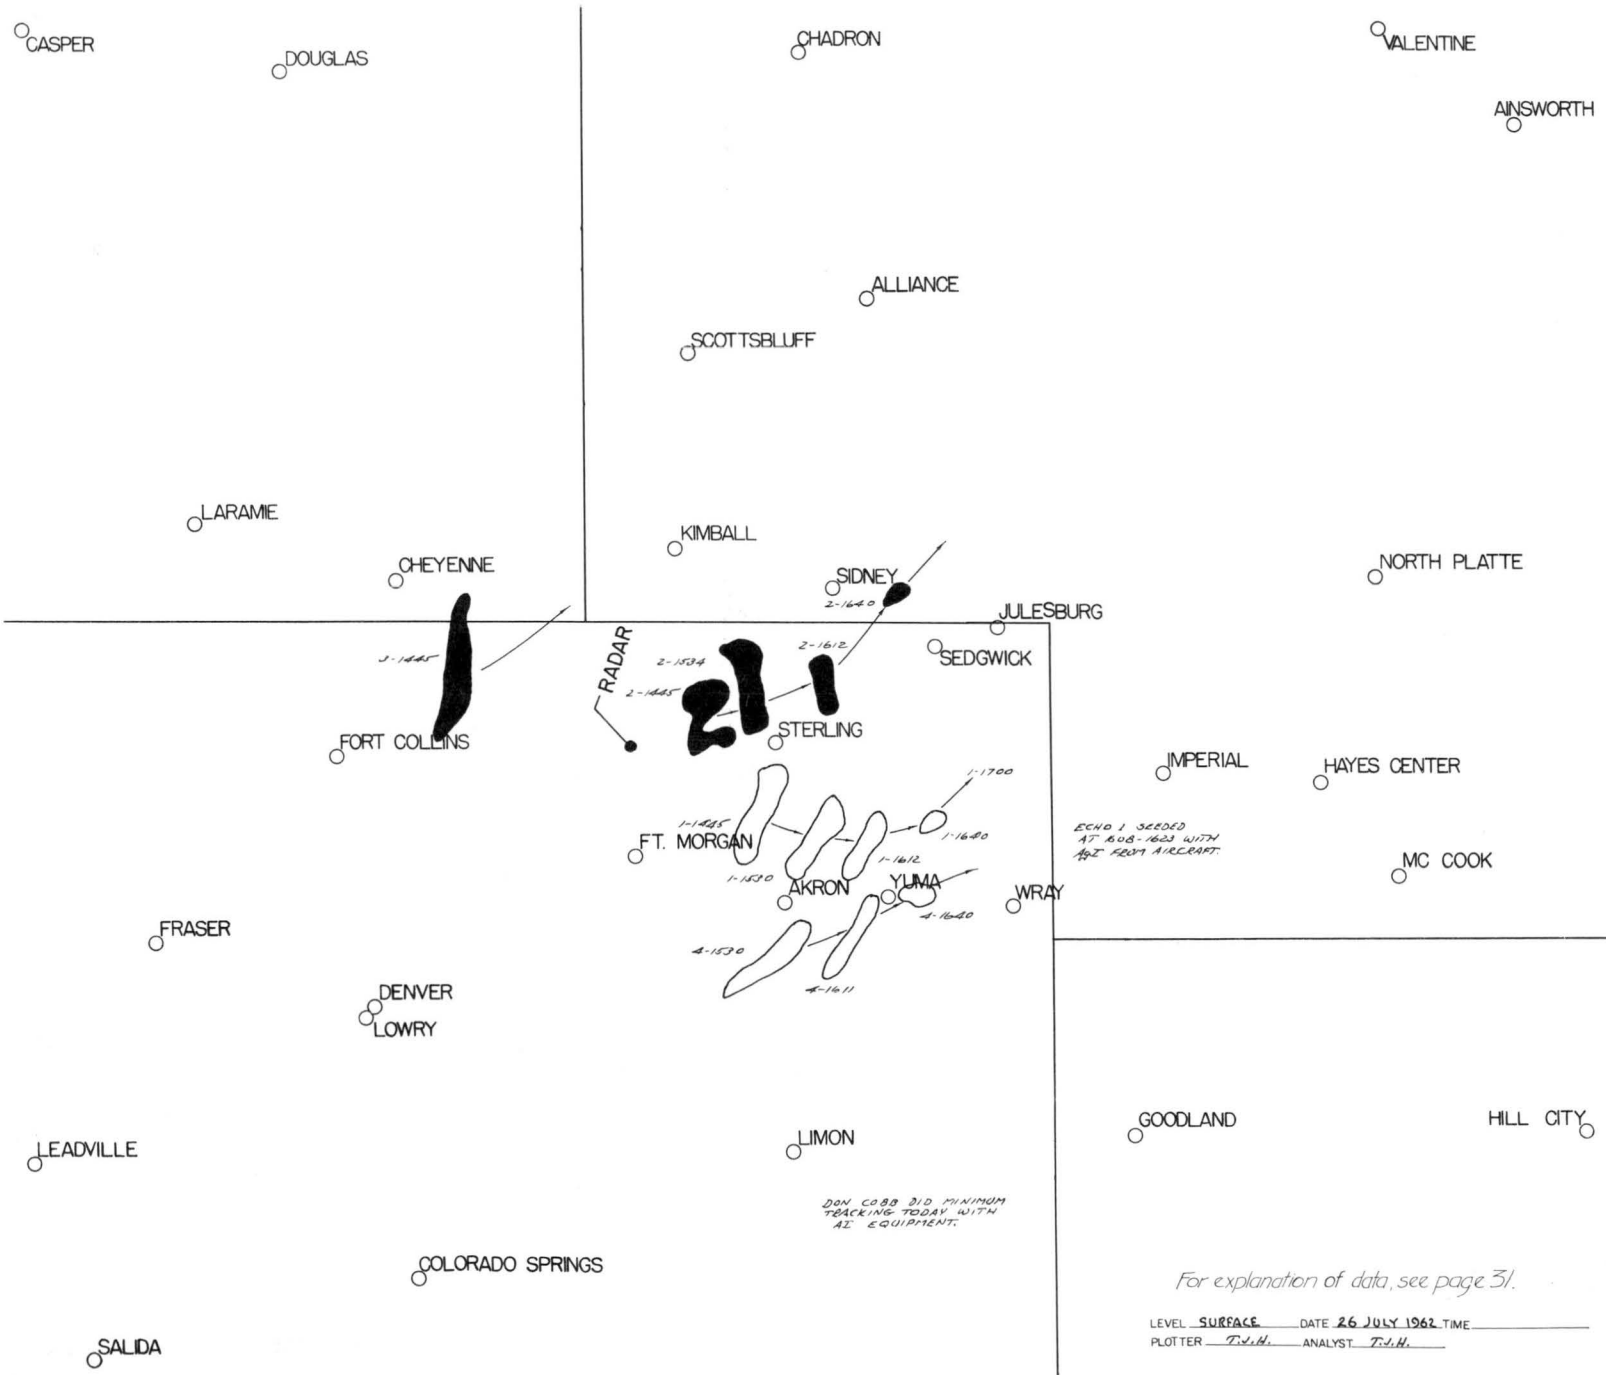 CASPER
DOUGLAS
CHADRON
VALENTINE
AINSWORTH
ALLIANCE
SCOTTSBLUFF
LARAMIE
KIMBALL
CHEYENNE
SIDNEY
NORTH PLATTE
2-1640
JULESBURG
SEDGWICK
RADAR
2-1612
3-1445
2-1534
2-1445
STERLING
FORT COLLINS
IMPERIAL
HAYES CENTER
1-1700
1-1445
FT. MORGAN
1-1640
ECHO 1 SEEDED
AT 1608-1623 WITH
AgI FROM AIRCRAFT.
1-1612
MC COOK
1-1530
AKRON
YUMA
WRAY
4-1640
FRASER
4-1530
4-1611
DENVER
LOWRY
GOODLAND
HILL CITY
LEADVILLE
LIMON
DON COBB DID MINIMUM
TRACKING TODAY WITH
AI EQUIPMENT.
COLORADO SPRINGS
For explanation of data, see page 31.
LEVEL SURFACE DATE 26 JULY 1962 TIME
PLOTTER T.J.H. ANALYST T.J.H.
SALIDA